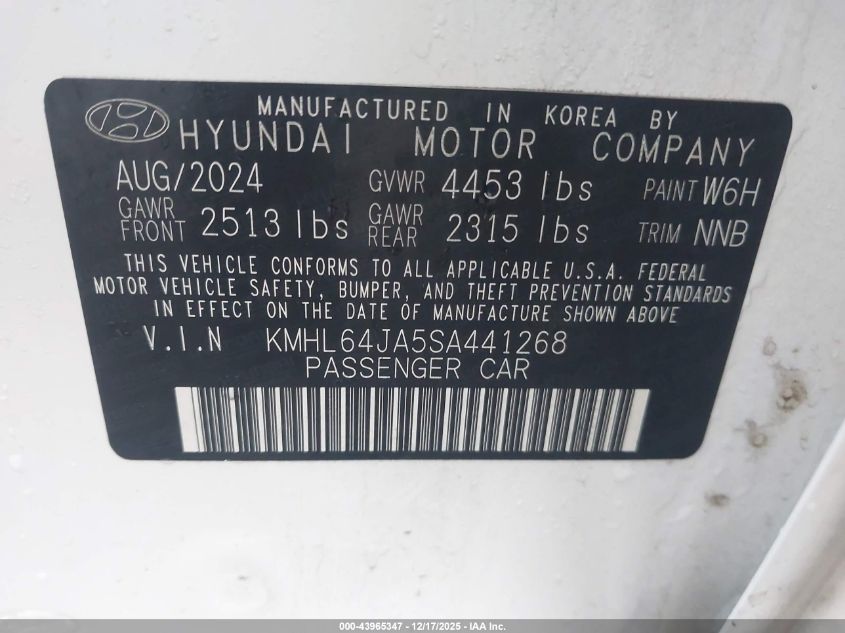 MANUFACTURED IN KOREA BY
HYUNDAI MOTOR COMPANY
AUG/2024 GVWR 4453 lbs PAINT W6H
GAWR FRONT 2513 lbs GAWR REAR 2315 lbs TRIM NNB
THIS VEHICLE CONFORMS TO ALL APPLICABLE U.S.A. FEDERAL
MOTOR VEHICLE SAFETY, BUMPER, AND THEFT PREVENTION STANDARDS
IN EFFECT ON THE DATE OF MANUFACTURE SHOWN ABOVE
V.I.N KMHL64JA5SA441268
PASSENGER CAR
000-43965347 - 12/17/2025 - IAA Inc.